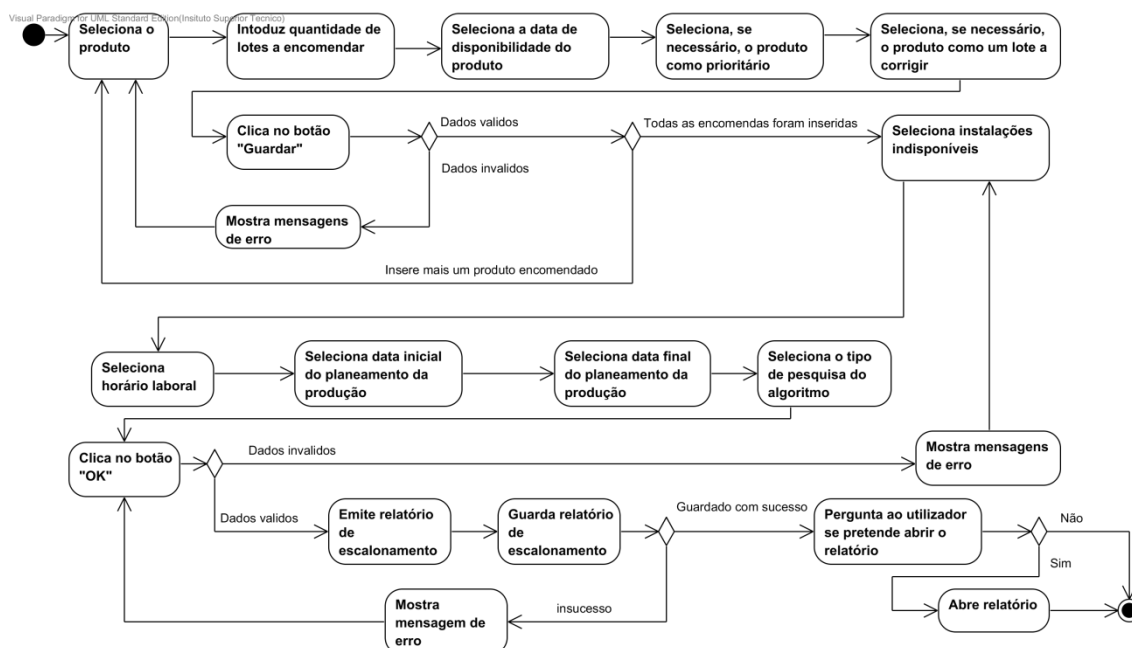 Visual Paradigm for UML Standard Edition(Insituto Superior Tecnico)
Seleciona o
produto
Intoduz quantidade de
lotes a encomendar
Seleciona a data de
disponibilidade do
produto
Seleciona, se
necessário, o produto
como prioritário
Seleciona, se necessário,
o produto como um lote a
corrigir
Clica no botão
"Guardar"
Dados validos
Dados invalidos
Todas as encomendas foram inseridas
Seleciona instalações
indisponíveis
Mostra mensagens
de erro
Insere mais um produto encomendado
Seleciona
horário laboral
Seleciona data inicial
do planeamento da
produção
Seleciona data final
do planeamento da
produção
Seleciona o tipo
de pesquisa do
algoritmo
Clica no botão
"OK"
Dados invalidos
Mostra mensagens
de erro
Dados validos
Emite relatório
de
escalonamento
Guarda relatório
de
escalonamento
Guardado com sucesso
Pergunta ao utilizador
se pretende abrir o
relatório
Não
Sim
Abre relatório
insucesso
Mostra
mensagem de
erro